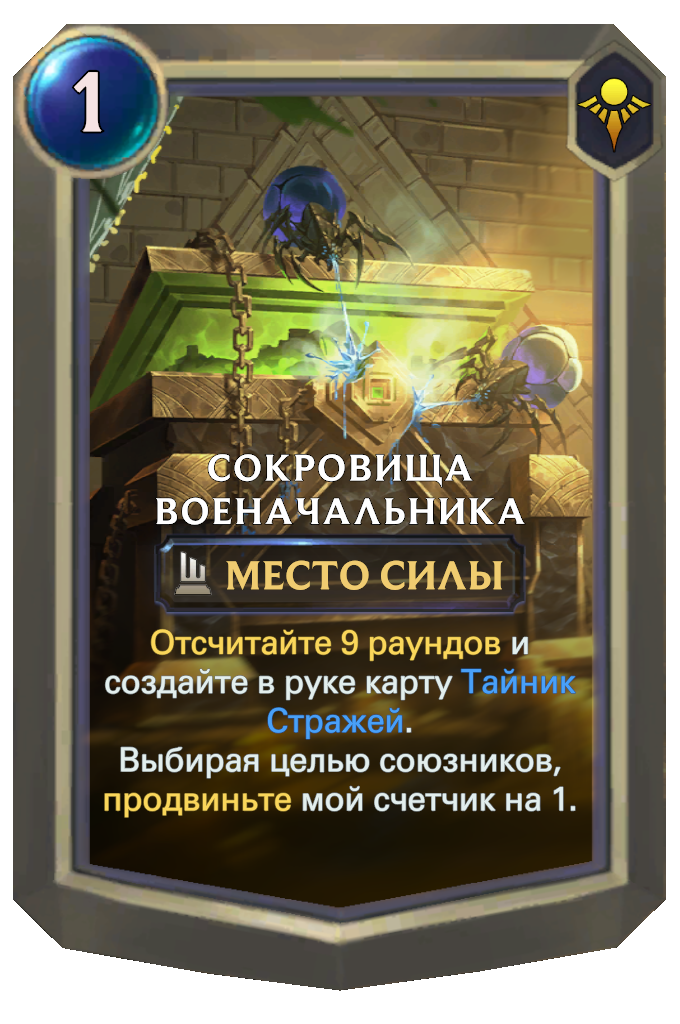 1
СОКРОВИЩА
ВОЕНАЧАЛЬНИКА
МЕСТО СИЛЫ
Отсчитайте 9 раундов и
создайте в руке карту Тайник
Стражей.
Выбирая целью союзников,
продвиньте мой счетчик на 1.